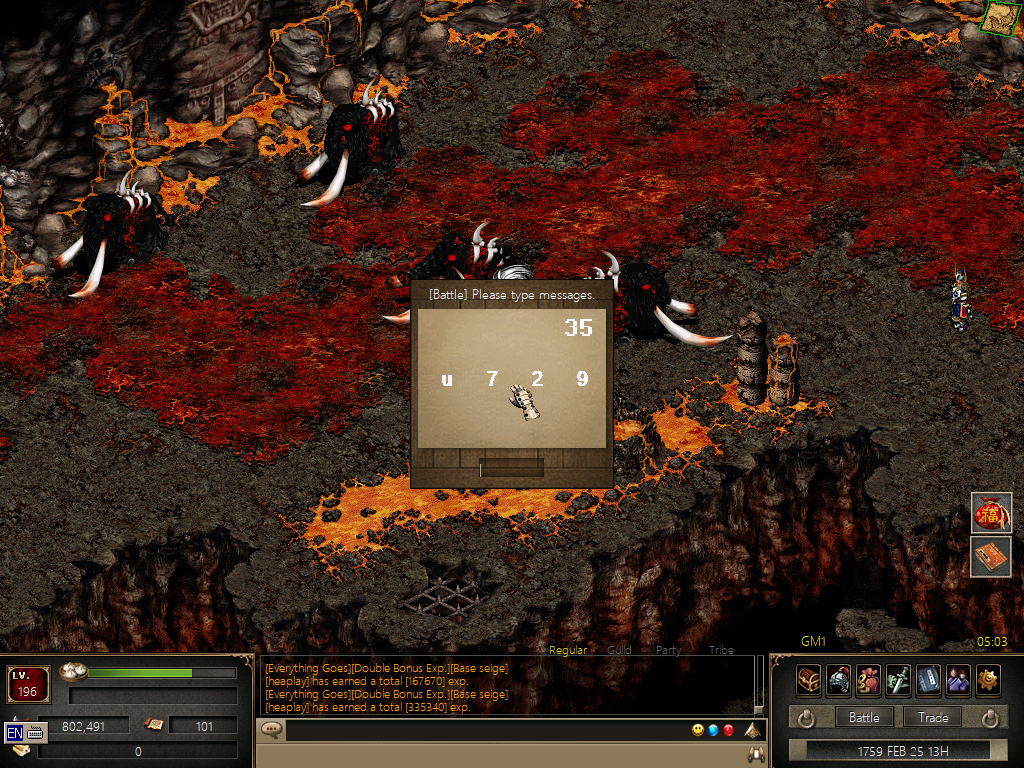 [Battle] Please type messages.
35
u 7 2 9
福
GM1
05:03
Regular Guild Party Tribe
[Everything Goes][Double Bonus Exp.][Base seige]
[heaplay] has earned a total [167670] exp.
[Everything Goes][Double Bonus Exp.][Base seige]
[heaplay] has earned a total [335340] exp.
LV.
196
802,491
101
EN
0
Battle
Trade
1759 FEB 25 13H